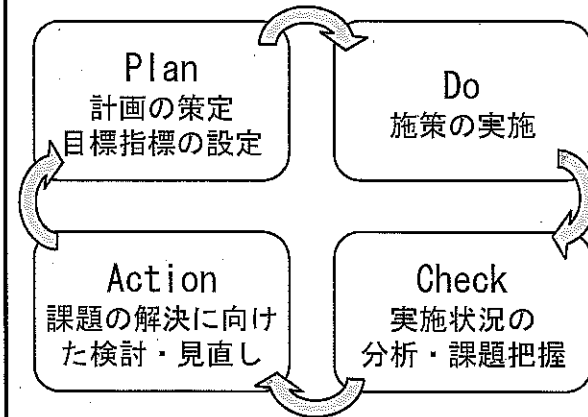 Plan
計画の策定
目標指標の設定
Do
施策の実施
Check
実施状況の
分析・課題把握
Action
課題の解決に向け
た検討・見直し